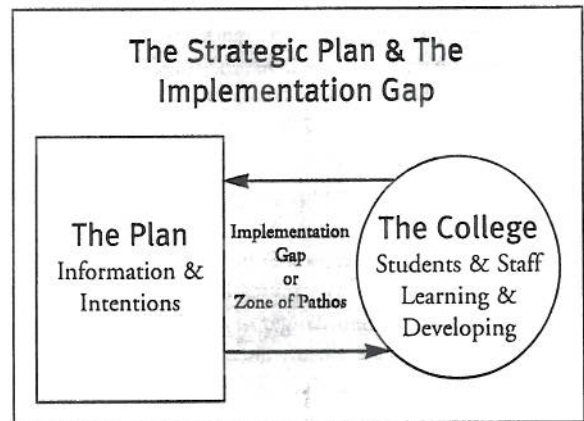 The Strategic Plan & The
Implementation Gap
The Plan
Information &
Intentions
Implementation
Gap
or
Zone of Pathos
The College
Students & Staff
Learning &
Developing